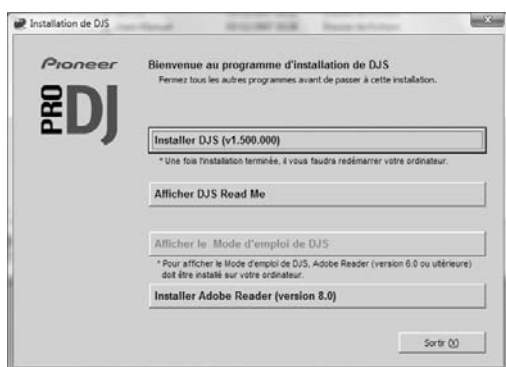 Installation de DJS
Pioneer
PRO
DJ
Bienvenue au programme d'installation de DJS
Fermez tous les autres programmes avant de passer à cette installation.
Installer DJS (v1.500.000)
* Une fois l'installation terminée, il vous faudra redémarrer votre ordinateur.
Afficher DJS Read Me
Afficher le Mode d'emploi de DJS
* Pour afficher le Mode d'emploi de DJS, Adobe Reader (version 6.0 ou ultérieure)
doit être installé sur votre ordinateur.
Installer Adobe Reader (version 8.0)
Sortir (X)